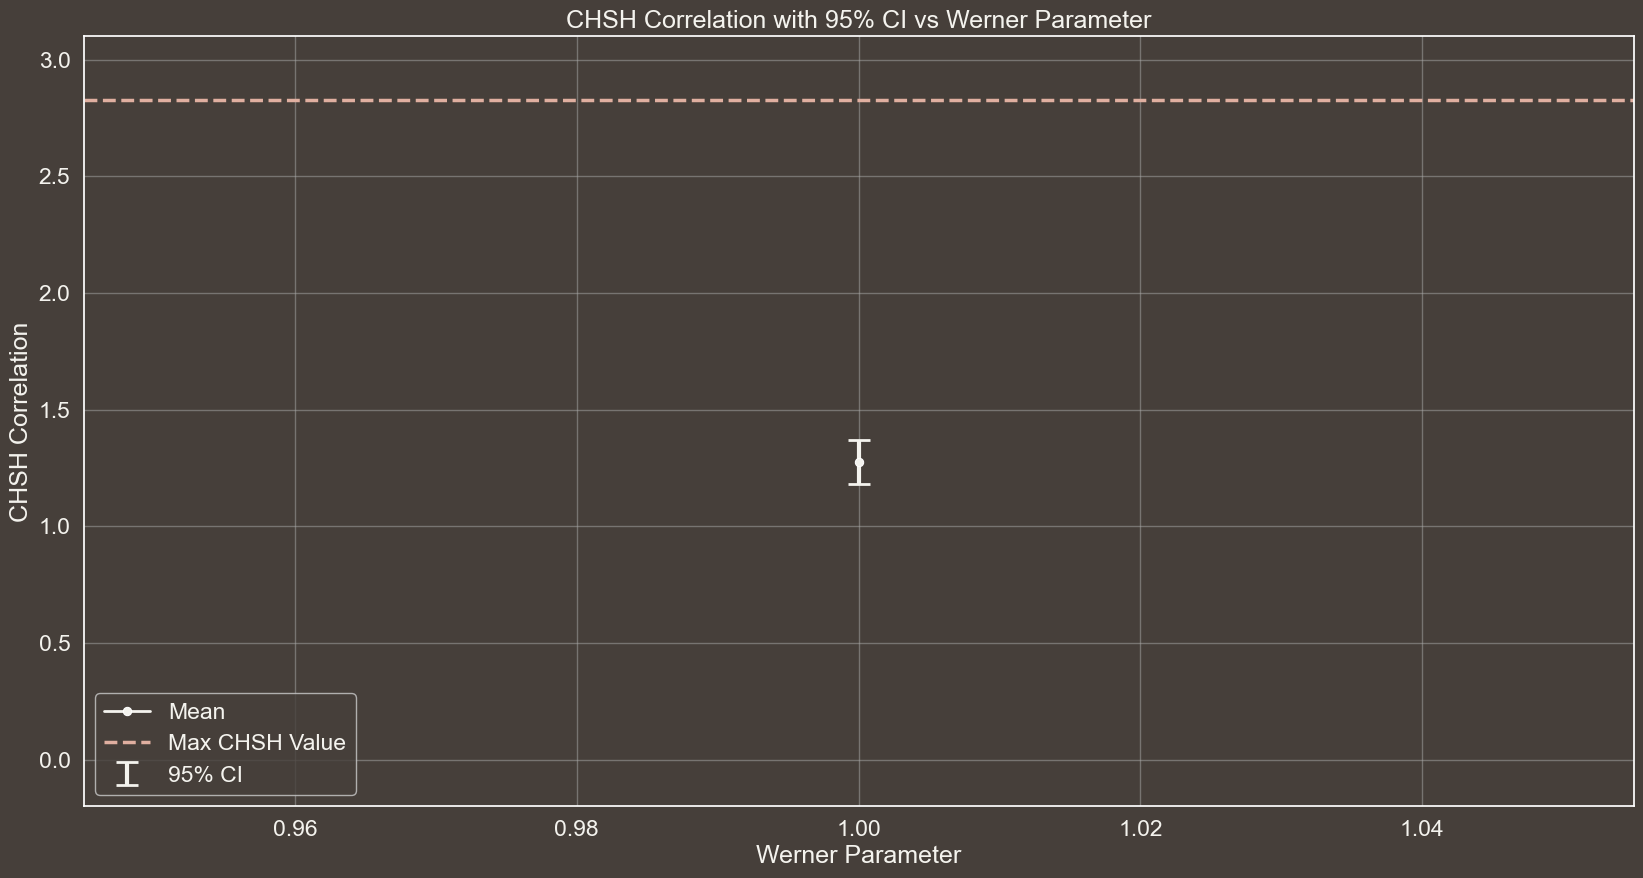 CHSH Correlation with 95% CI vs Werner Parameter
3.0
2.5
2.0
1.5
1.0
0.5
0.0
CHSH Correlation
Mean
Max CHSH Value
95% CI
0.96
0.98
1.00
1.02
1.04
Werner Parameter